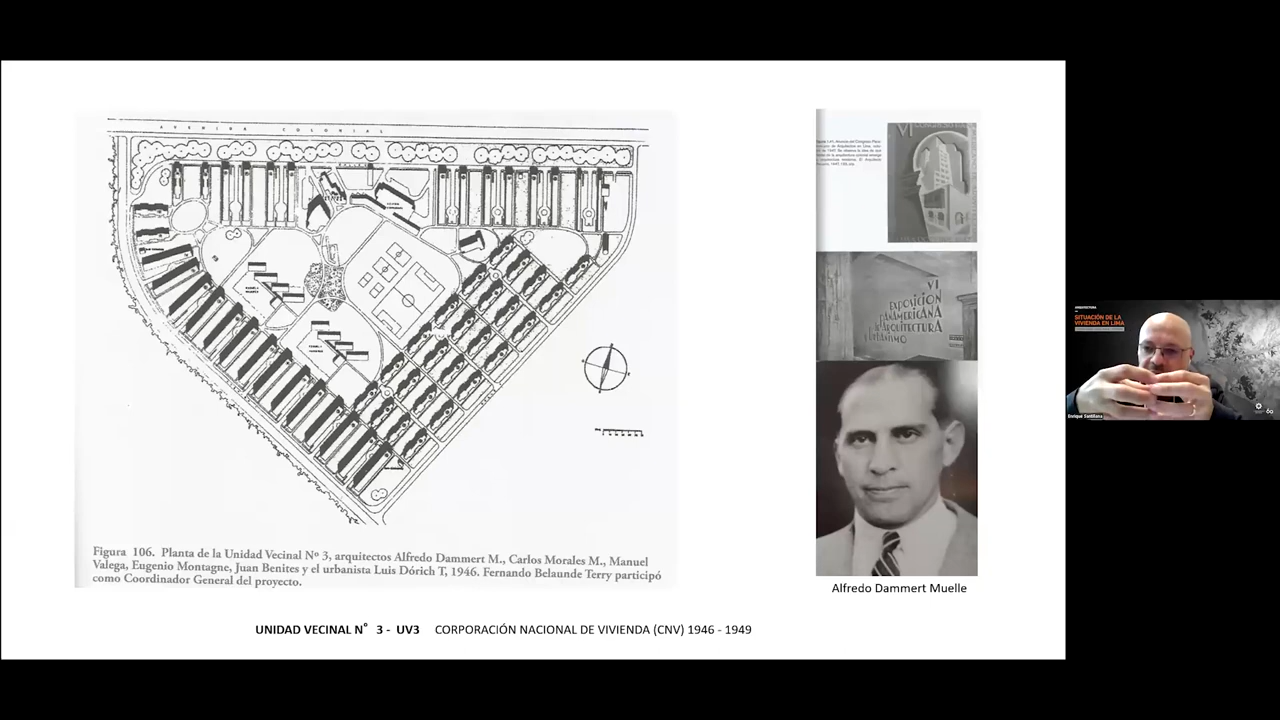 AVENIDA COLONIAL
Figura 106. Planta de la Unidad Vecinal Nº 3, arquitectos Alfredo Dammert M., Carlos Morales M., Manuel
Valega, Eugenio Montagne, Juan Benites y el urbanista Luis Dórich T, 1946. Fernando Belaunde Terry participó
como Coordinador General del proyecto.
UNIDAD VECINAL N° 3 - UV3 CORPORACIÓN NACIONAL DE VIVIENDA (CNV) 1946 - 1949
VI
VI
EXPOSICION
PANAMERICANA
DE ARQUITECTURA
Y URBANISMO
Alfredo Dammert Muelle
ARQUITECTURA
SITUACIÓN DE LA
VIVIENDA EN LIMA
Enrique Santillana